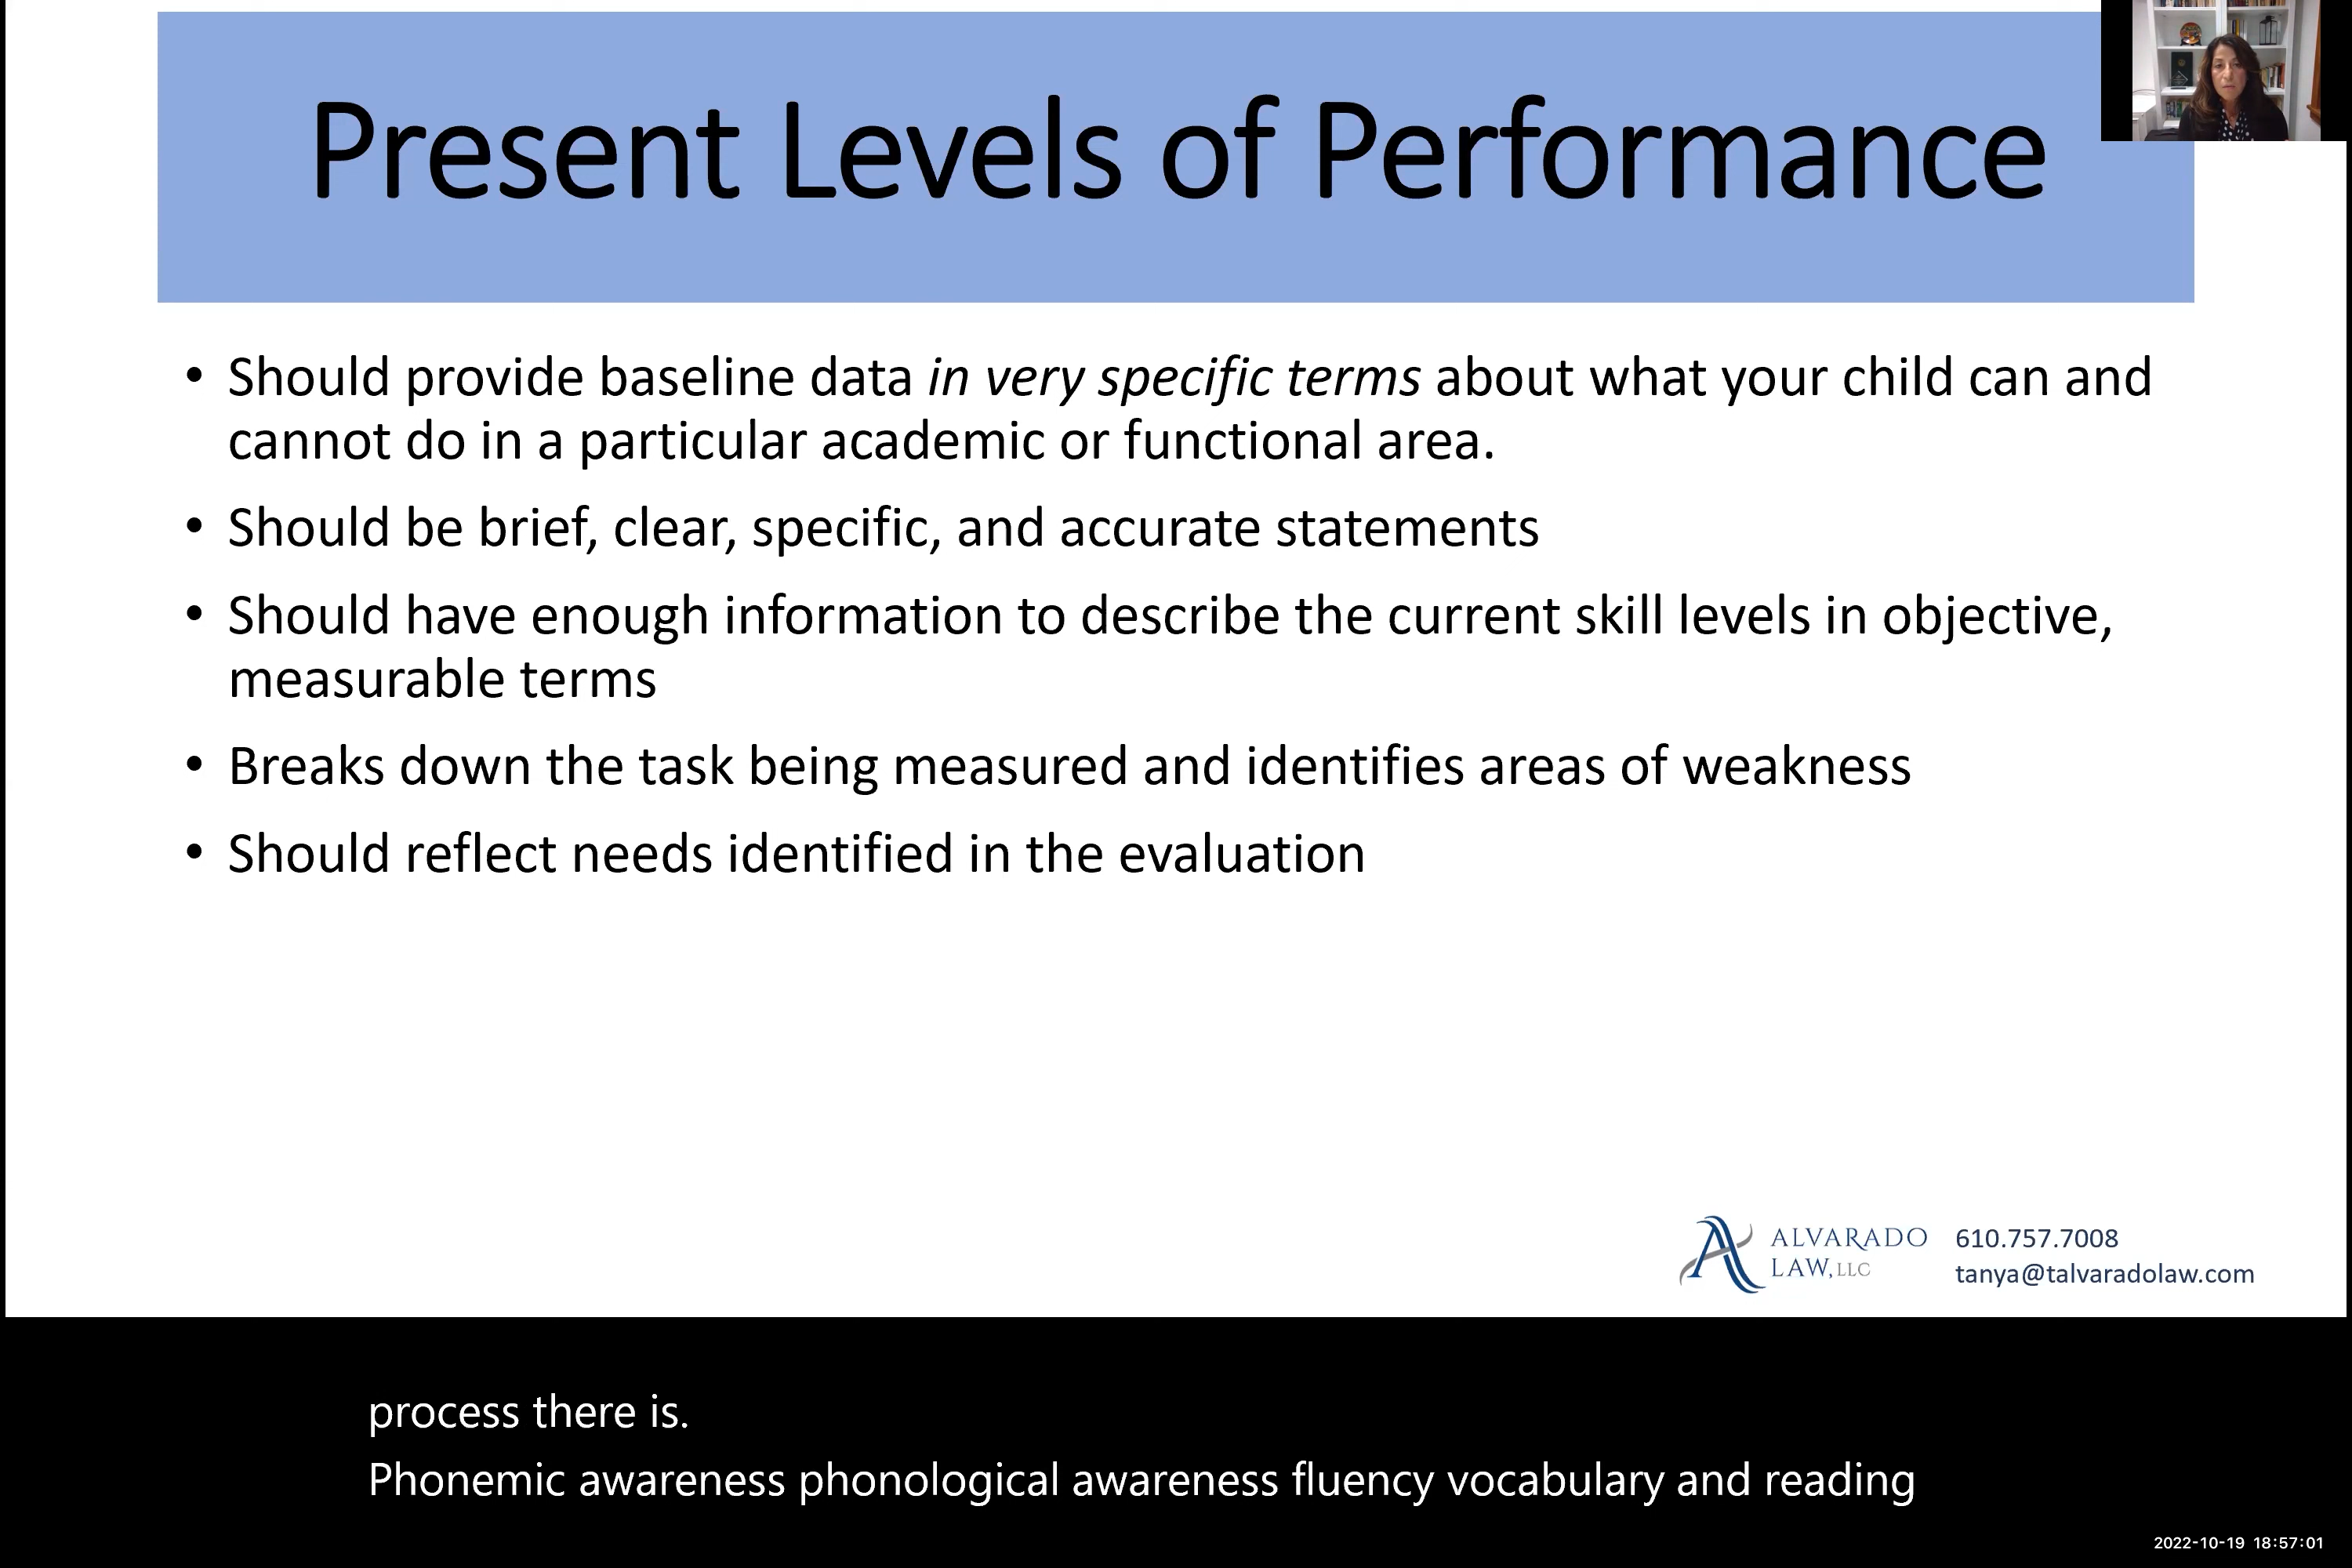 Present Levels of Performance
• Should provide baseline data in very specific terms about what your child can and
cannot do in a particular academic or functional area.
• Should be brief, clear, specific, and accurate statements
• Should have enough information to describe the current skill levels in objective,
measurable terms
• Breaks down the task being measured and identifies areas of weakness
• Should reflect needs identified in the evaluation
ALVARADO
LAW, LLC
610.757.7008
tanya@talvaradolaw.com
process there is.
Phonemic awareness phonological awareness fluency vocabulary and reading
2022-10-19 18:57:01